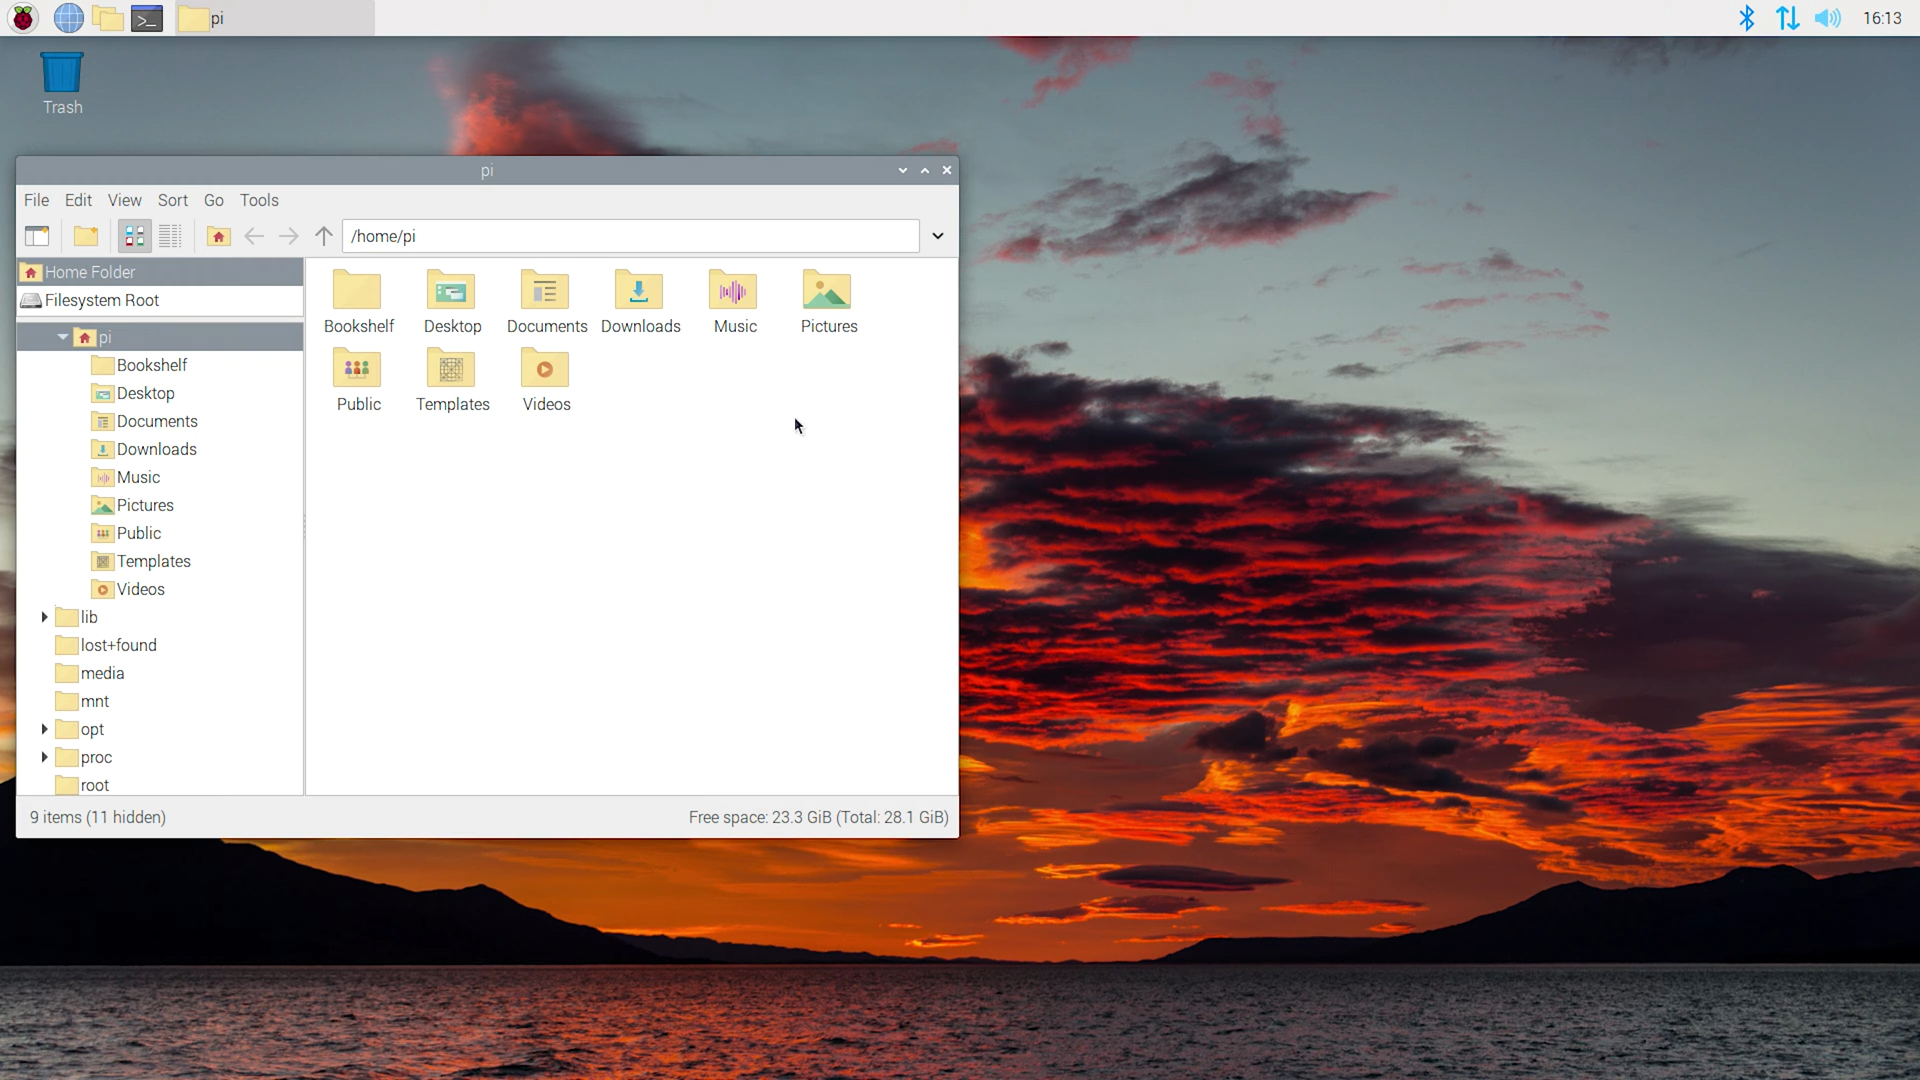 pi
16:13
Trash
pi
File Edit View Sort Go Tools
/home/pi
Home Folder
Filesystem Root
pi
Bookshelf
Desktop
Documents
Downloads
Music
Pictures
Public
Templates
Videos
lib
lost+found
media
mnt
opt
proc
root
Bookshelf Desktop Documents Downloads Music Pictures
Public Templates Videos
9 items (11 hidden)
Free space: 23.3 GiB (Total: 28.1 GiB)